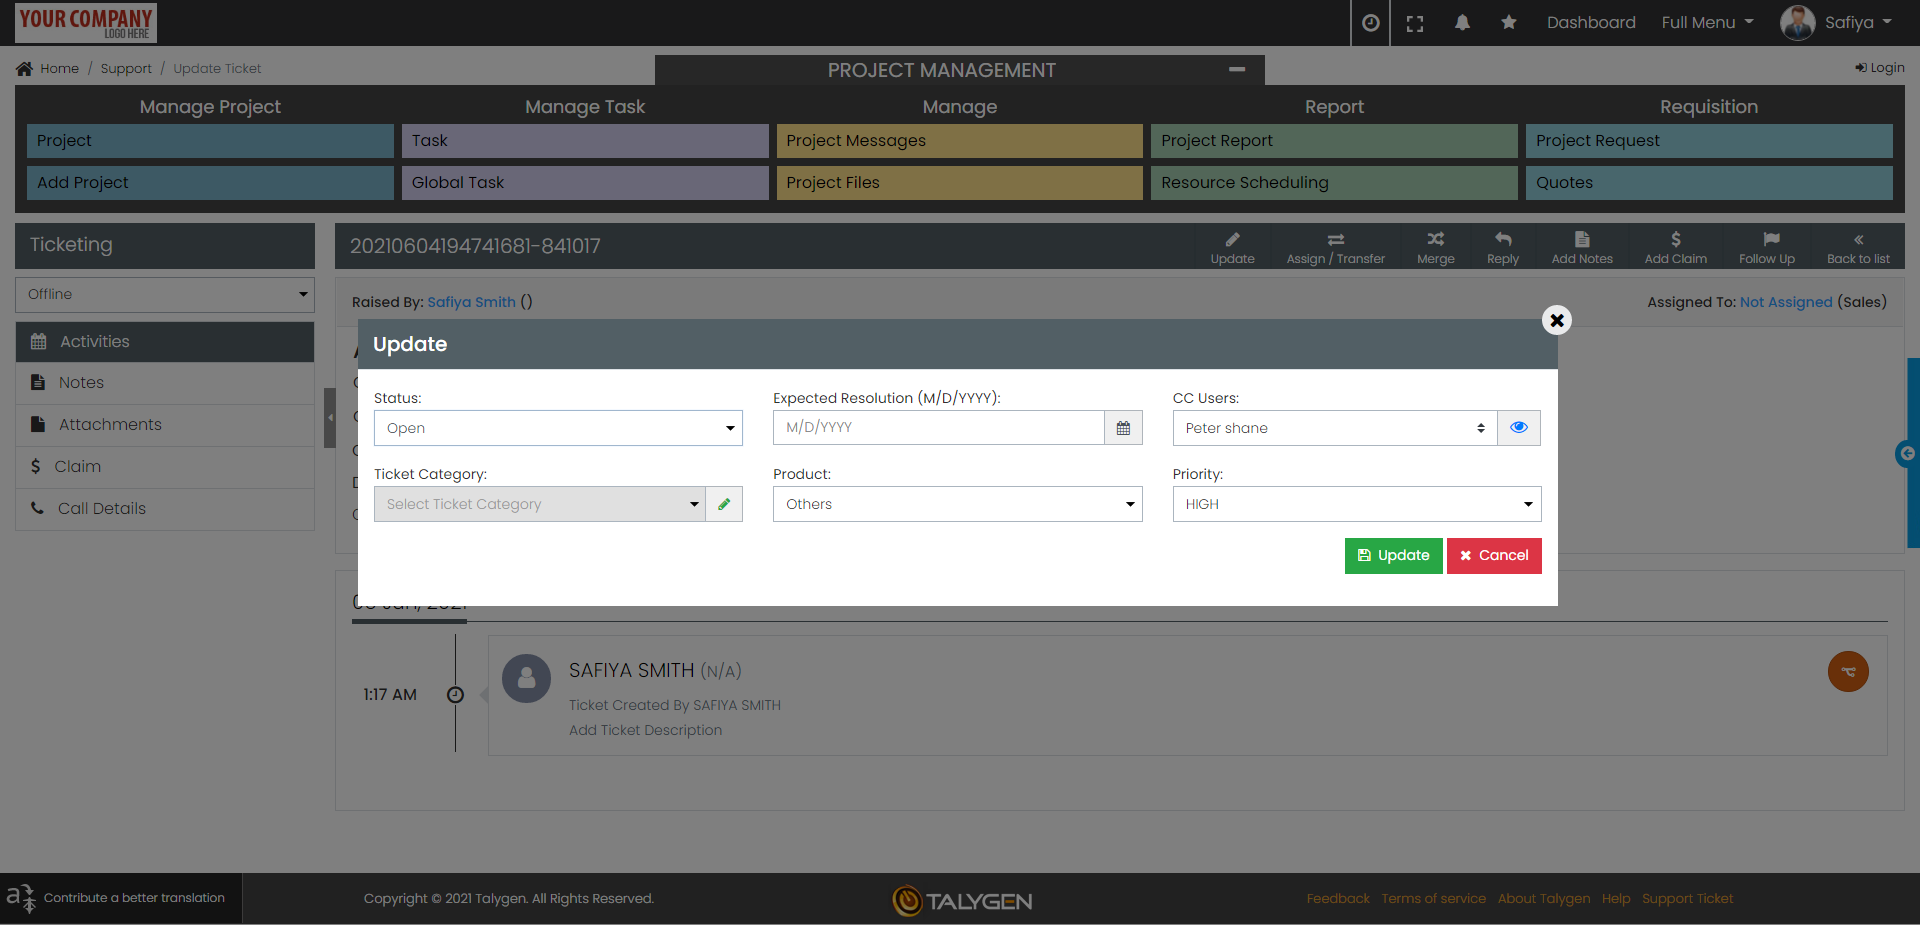 YOUR COMPANY
LOGO HERE
Dashboard
Full Menu
Safiya
Home / Support / Update Ticket
PROJECT MANAGEMENT
Login
Manage Project
Manage Task
Manage
Report
Requisition
Project
Task
Project Messages
Project Report
Project Request
Add Project
Global Task
Project Files
Resource Scheduling
Quotes
Ticketing
20210604194741681-841017
Update
Assign / Transfer
Merge
Reply
Add Notes
Add Claim
Follow Up
Back to list
Offline
Raised By: Safiya Smith ()
Assigned To: Not Assigned (Sales)
Activities
Notes
Attachments
Claim
Call Details
Update
Status:
Expected Resolution (M/D/YYYY):
CC Users:
Open
M/D/YYYY
Peter shane
Ticket Category:
Product:
Priority:
Select Ticket Category
Others
HIGH
Update
Cancel
1:17 AM
SAFIYA SMITH (N/A)
Ticket Created By SAFIYA SMITH
Add Ticket Description
Contribute a better translation
Copyright © 2021 Talygen. All Rights Reserved.
TALYGEN
Feedback
Terms of service
About Talygen
Help
Support Ticket